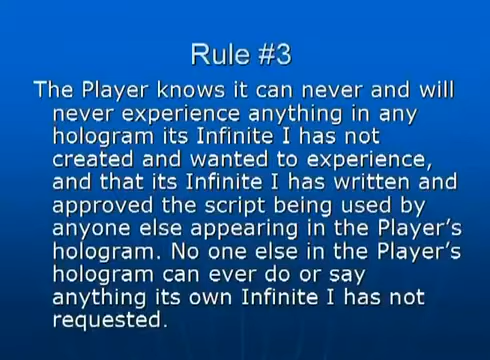 Rule #3
The Player knows it can never and will
never experience anything in any
hologram its Infinite I has not
created and wanted to experience,
and that its Infinite I has written and
approved the script being used by
anyone else appearing in the Player's
hologram. No one else in the Player's
hologram can ever do or say
anything its own Infinite I has not
requested.